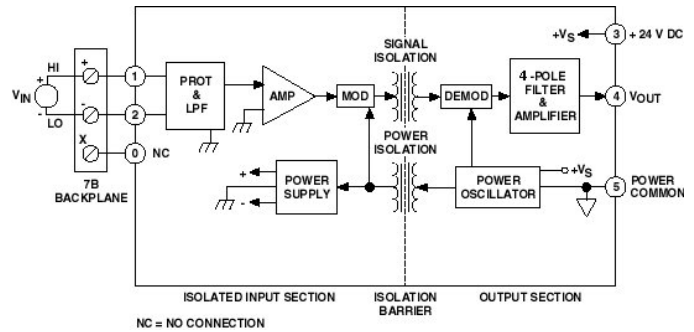 SIGNAL
ISOLATION
+VS
3
+ 24 V DC
HI
+
VIN
-
LO
+
-
X
1
2
0
NC
PROT
&
LPF
AMP
MOD
DEMOD
4-POLE
FILTER
&
AMPLIFIER
4
VOUT
POWER
ISOLATION
7B
BACKPLANE
+
-
POWER
SUPPLY
POWER
OSCILLATOR
+VS
5
POWER
COMMON
ISOLATED INPUT SECTION
ISOLATION
BARRIER
OUTPUT SECTION
NC = NO CONNECTION